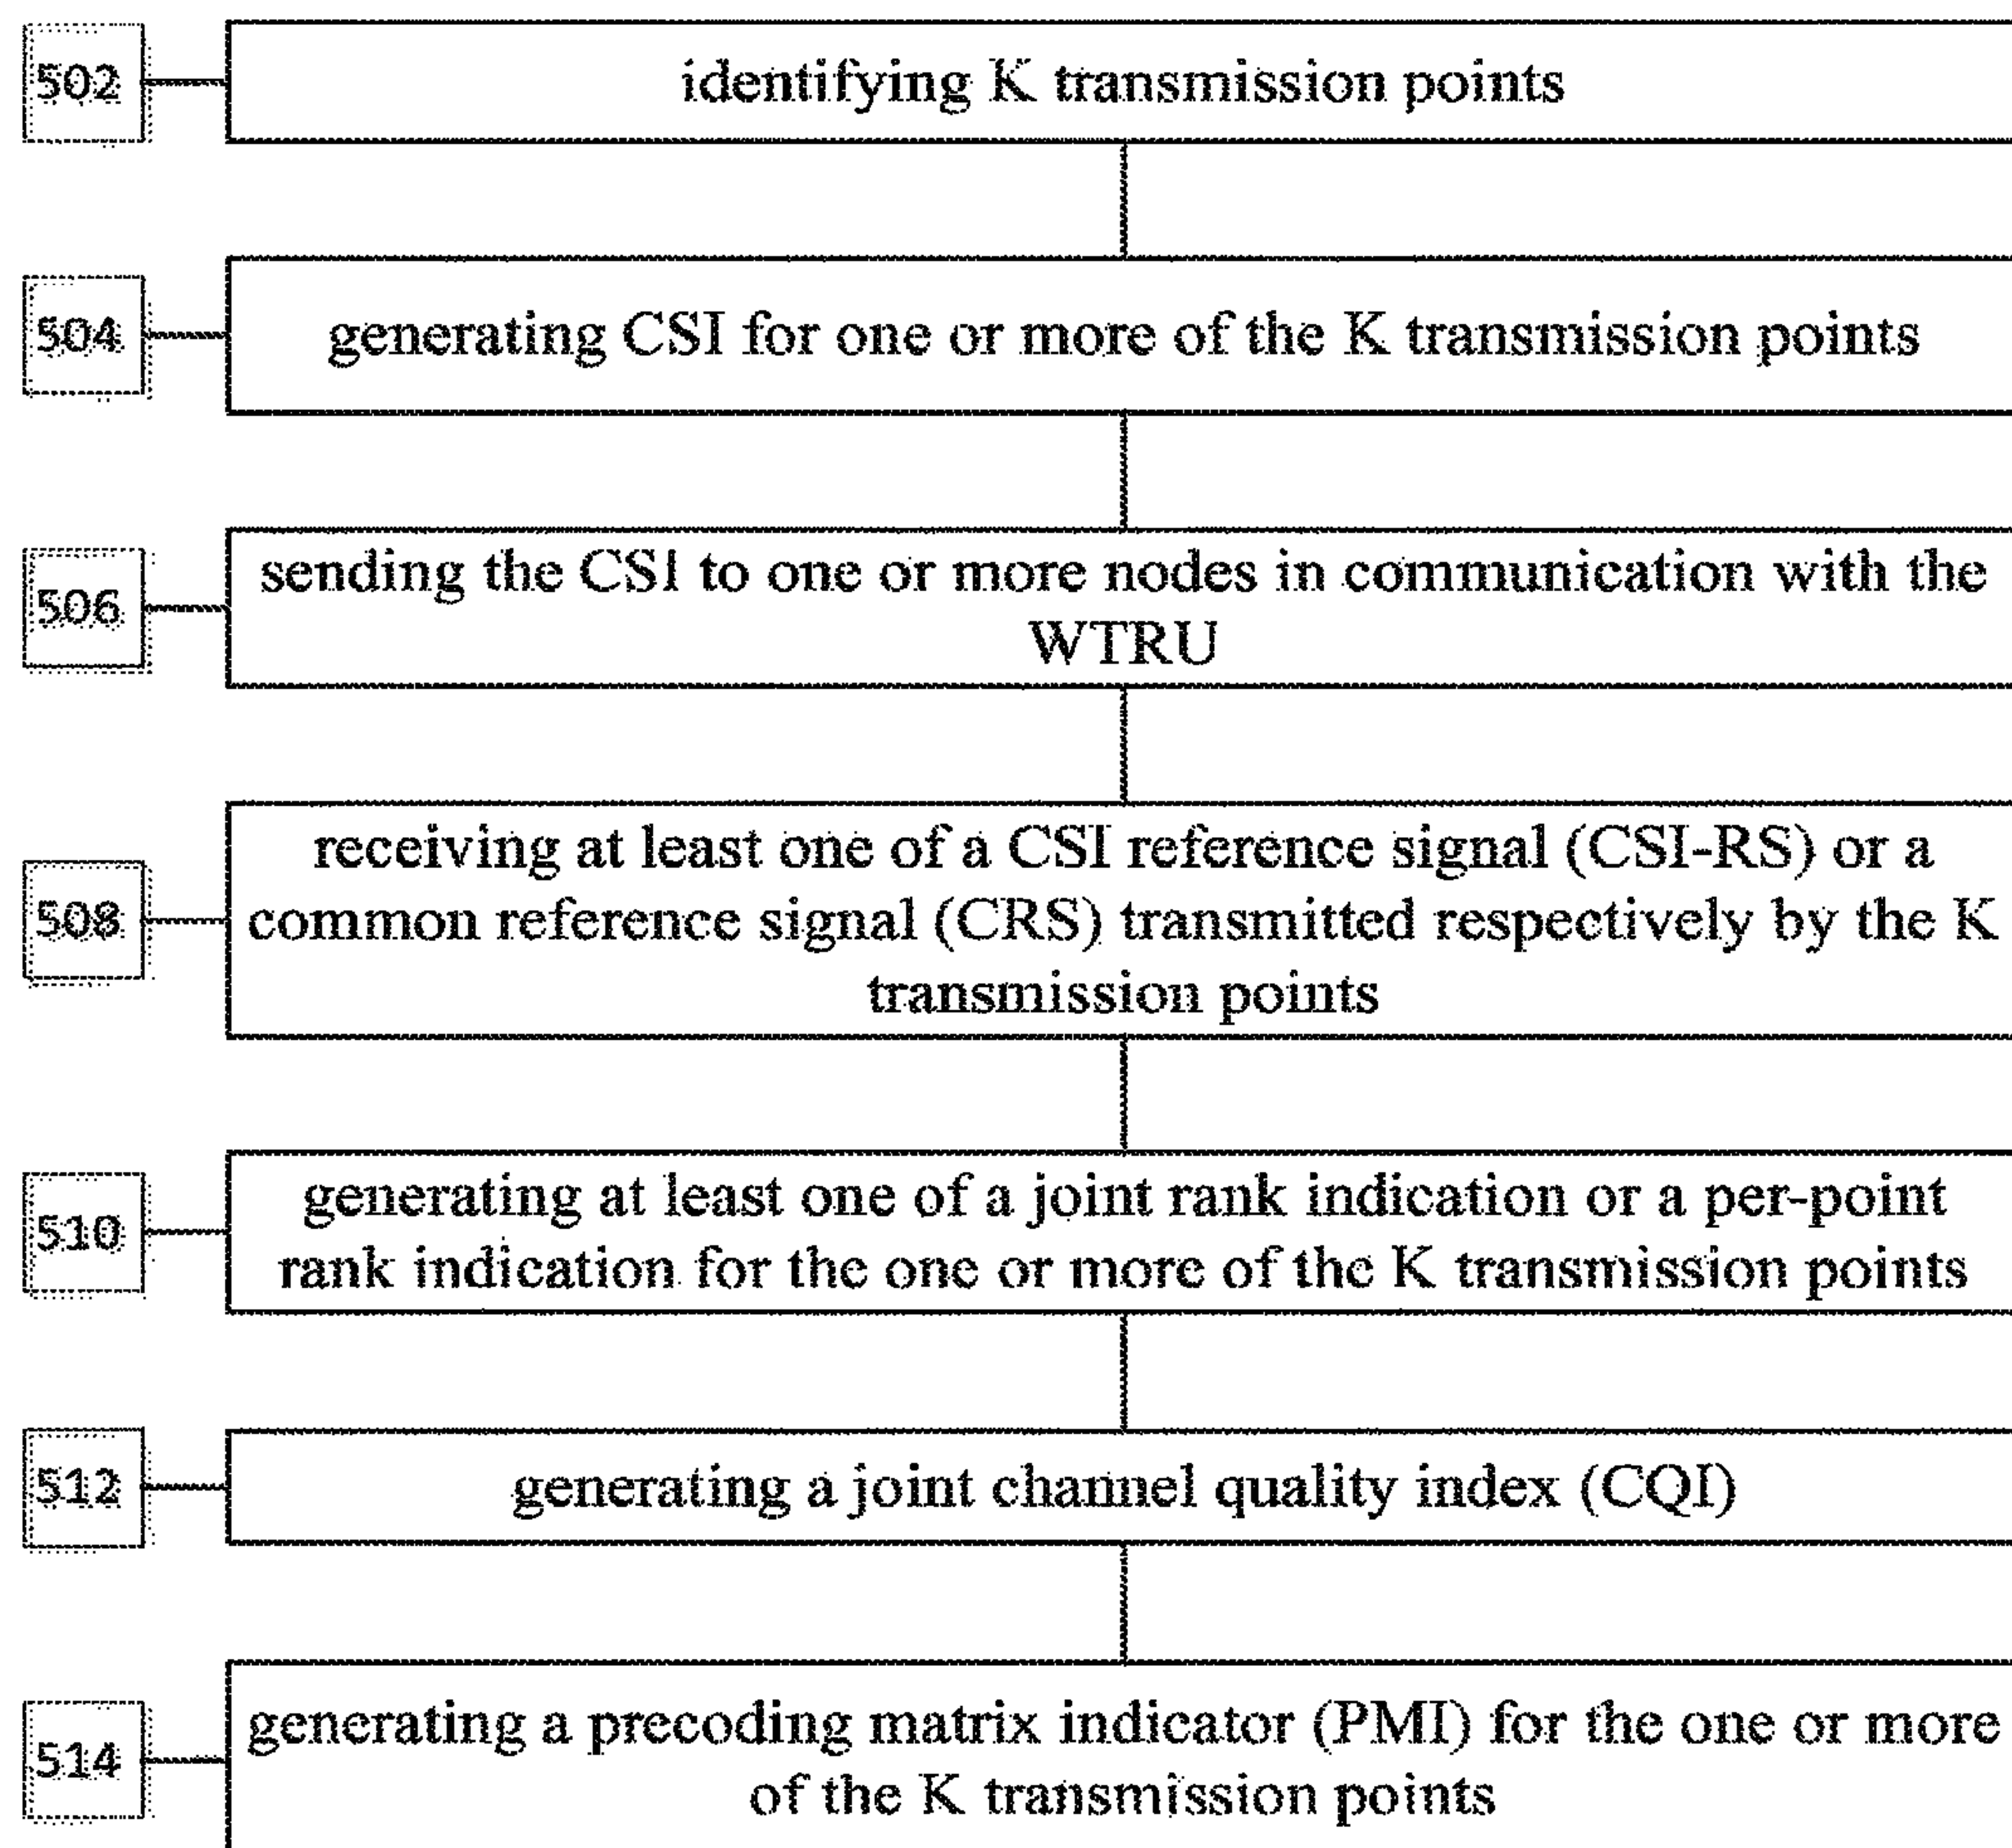 502
identifying K transmission points
504
generating CSI for one or more of the K transmission points
506
sending the CSI to one or more nodes in communication with the
WTRU
508
receiving at least one of a CSI reference signal (CSI-RS) or a
common reference signal (CRS) transmitted respectively by the K
transmission points
510
generating at least one of a joint rank indication or a per-point
rank indication for the one or more of the K transmission points
512
generating a joint channel quality index (CQI)
514
generating a precoding matrix indicator (PMI) for the one or more
of the K transmission points